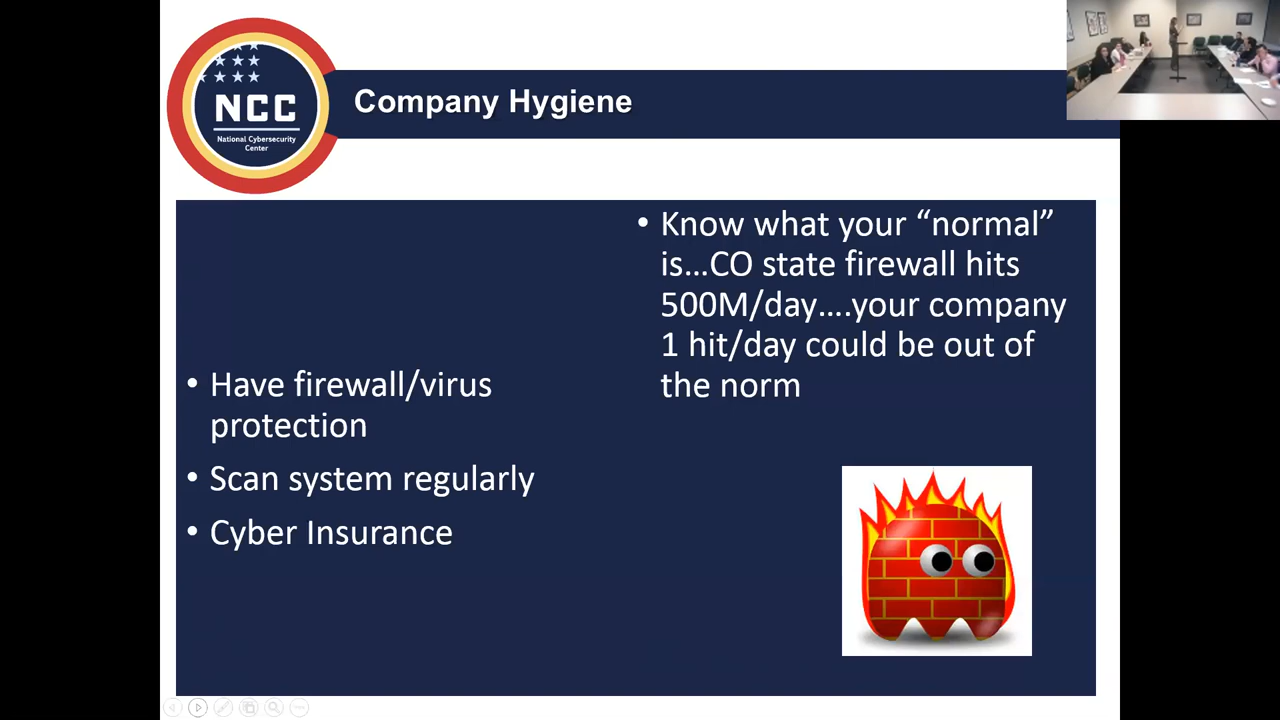 NCC
National Cybersecurity
Center
Company Hygiene
• Have firewall/virus
protection
• Scan system regularly
• Cyber Insurance
• Know what your “normal”
is...CO state firewall hits
500M/day....your company
1 hit/day could be out of
the norm